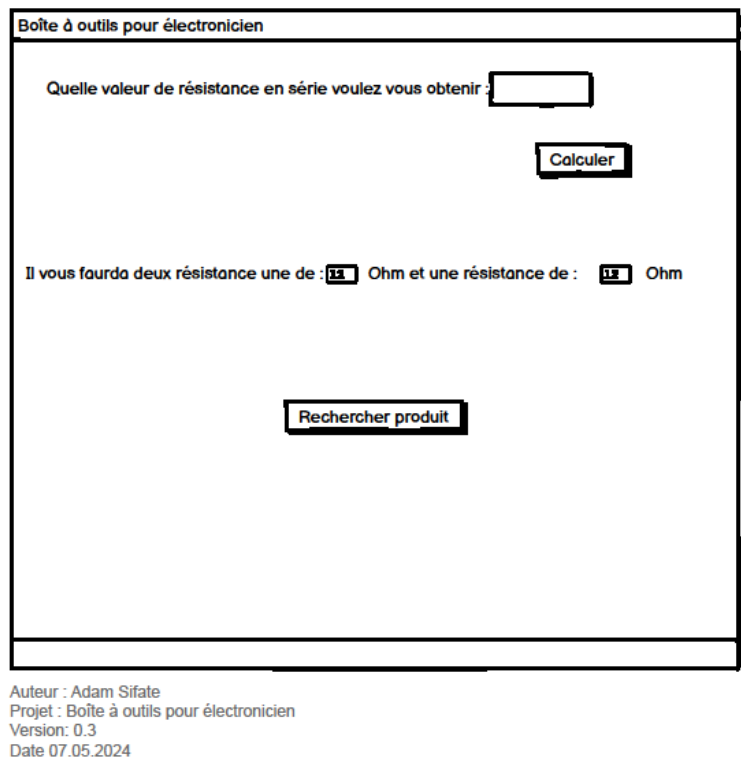 Boîte à outils pour électronicien
Quelle valeur de résistance en série voulez vous obtenir :
Calculer
Il vous faurda deux résistance une de : 11 Ohm et une résistance de : 12 Ohm
Rechercher produit
Auteur : Adam Sifate
Projet : Boîte à outils pour électronicien
Version: 0.3
Date 07.05.2024